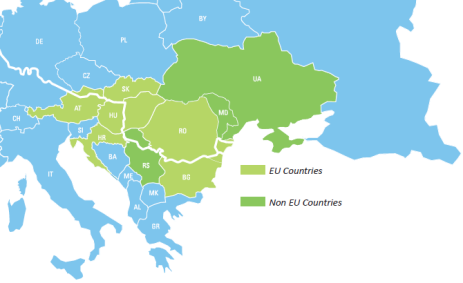 BY
DE
PL
UA
CZ
SK
AT
HU
MD
CH
RO
SI
HR
BA
RS
IT
ME
BG
MK
AL
GR
EU Countries
Non EU Countries